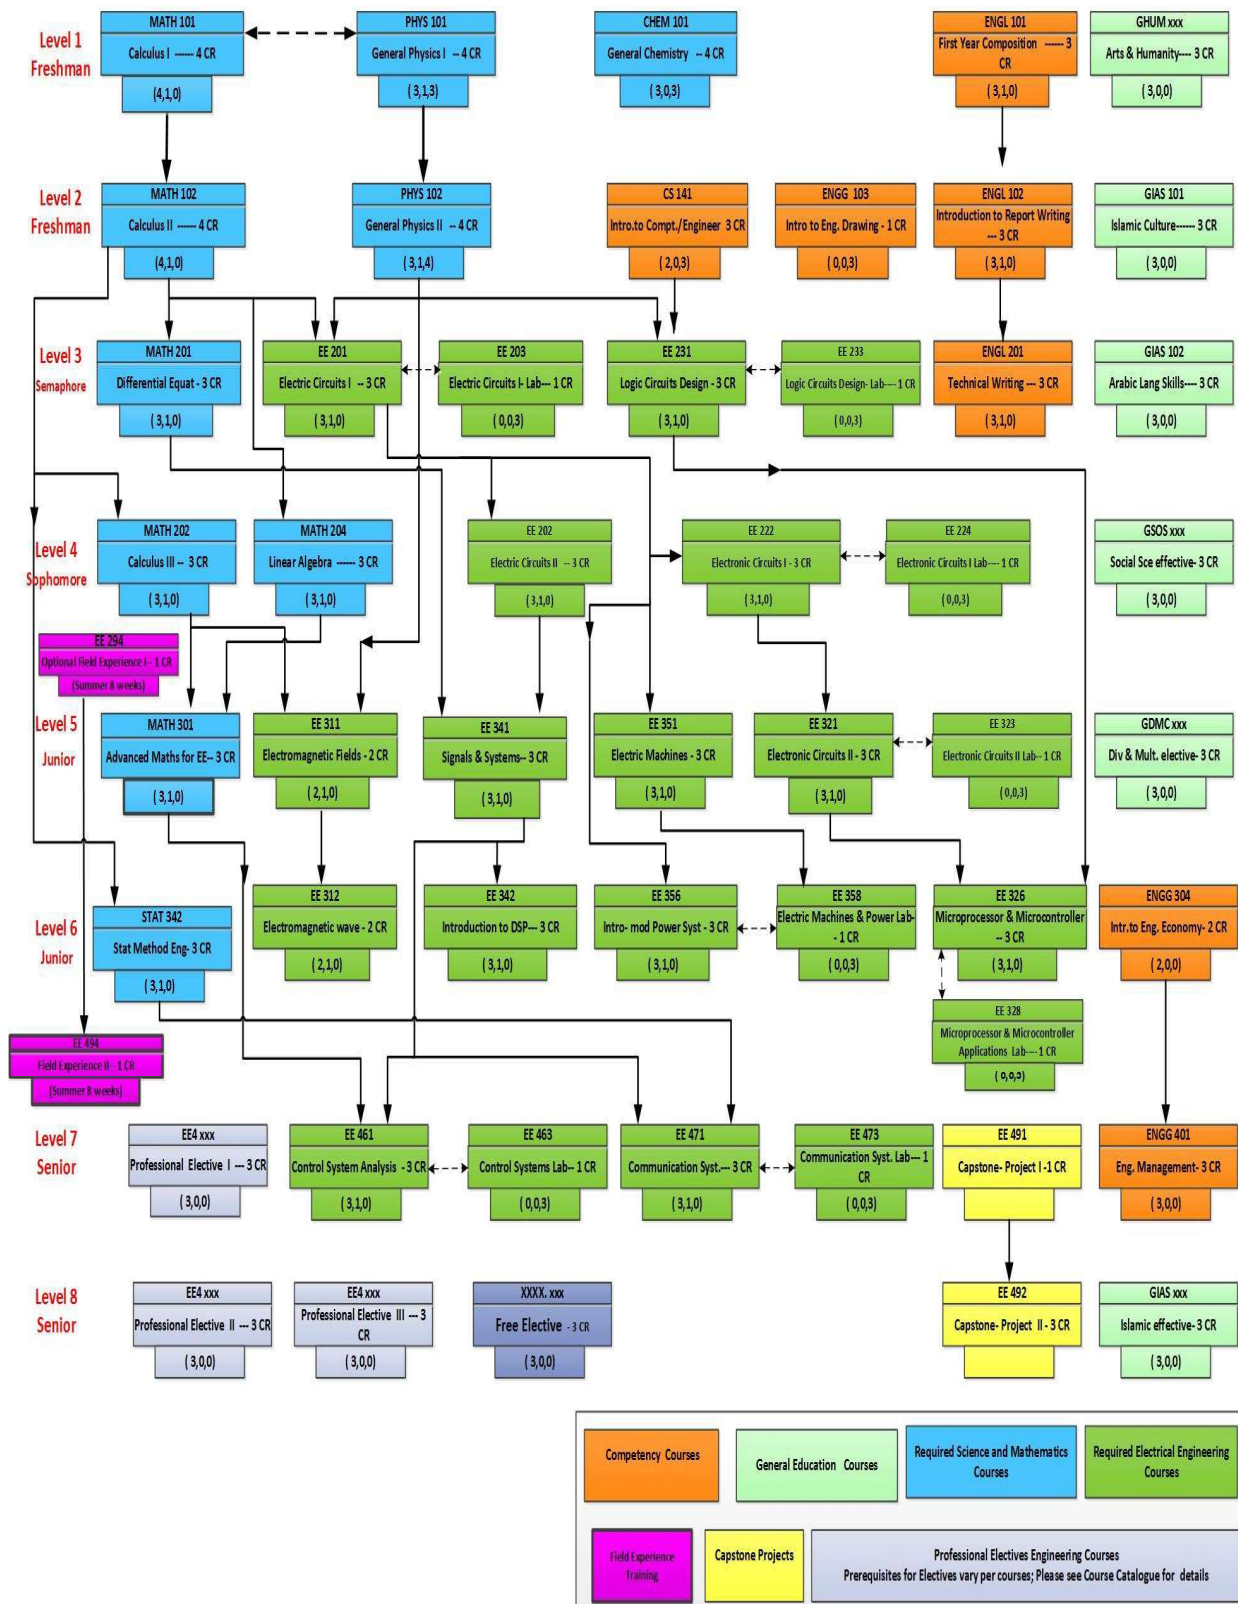 Level 1
Freshman
MATH 101
Calculus I ------ 4 CR
(4,1,0)
PHYS 101
General Physics I -- 4 CR
( 3,1,3)
CHEM 101
General Chemistry -- 4 CR
( 3,0,3)
ENGL 101
First Year Composition ------ 3
CR
( 3,1,0)
GHUM xxx
Arts & Humanity---- 3 CR
( 3,0,0)
Level 2
Freshman
MATH 102
Calculus II ------ 4 CR
(4,1,0)
PHYS 102
General Physics II -- 4 CR
( 3,1,4)
CS 141
Intro.to Compt./Engineer 3 CR
( 2,0,3)
ENGG 103
Intro to Eng. Drawing - 1 CR
( 0,0,3)
ENGL 102
Introduction to Report Writing
--- 3 CR
( 3,1,0)
GIAS 101
Islamic Culture------ 3 CR
( 3,0,0)
Level 3
Semaphore
MATH 201
Differential Equat - 3 CR
( 3,1,0)
EE 201
Electric Circuits I -- 3 CR
( 3,1,0)
EE 203
Electric Circuits I- Lab--- 1 CR
( 0,0,3)
EE 231
Logic Circuits Design - 3 CR
( 3,1,0)
EE 233
Logic Circuits Design- Lab---- 1 CR
(0,0,3)
ENGL 201
Technical Writing --- 3 CR
( 3,1,0)
GIAS 102
Arabic Lang Skills---- 3 CR
( 3,0,0)
Level 4
Sophomore
MATH 202
Calculus III -- 3 CR
( 3,1,0)
MATH 204
Linear Algebra ------ 3 CR
( 3,1,0)
EE 202
Electric Circuits II -- 3 CR
( 3,1,0)
EE 222
Electronic Circuits I - 3 CR
( 3,1,0)
EE 224
Electronic Circuits I Lab---- 1 CR
( 0,0,3)
GSOS xxx
Social Sce effective- 3 CR
( 3,0,0)
EE 294
Optional Field Experience I-- 1 CR
(Summer 8 weeks)
Level 5
Junior
MATH 301
Advanced Maths for EE-- 3 CR
( 3,1,0)
EE 311
Electromagnetic Fields - 2 CR
( 2,1,0)
EE 341
Signals & Systems-- 3 CR
( 3,1,0)
EE 351
Electric Machines - 3 CR
( 3,1,0)
EE 321
Electronic Circuits II - 3 CR
( 3,1,0)
EE 323
Electronic Circuits II Lab-- 1 CR
( 0,0,3)
GDMC xxx
Div & Mult. elective- 3 CR
( 3,0,0)
Level 6
Junior
STAT 342
Stat Method Eng- 3 CR
( 3,1,0)
EE 312
Electromagnetic wave - 2 CR
( 2,1,0)
EE 342
Introduction to DSP--- 3 CR
( 3,1,0)
EE 356
Intro- mod Power Syst - 3 CR
( 3,1,0)
EE 358
Electric Machines & Power Lab-
- 1 CR
( 0,0,3)
EE 326
Microprocessor & Microcontroller
-- 3 CR
( 3,1,0)
ENGG 304
Intr.to Eng. Economy- 2 CR
( 2,0,0)
EE 328
Microprocessor & Microcontroller
Applications Lab---- 1 CR
( 0,0,3)
EE 494
Field Experience II-- 1 CR
(Summer 8 weeks)
Level 7
Senior
EE4 xxx
Professional Elective I --- 3 CR
( 3,0,0)
EE 461
Control System Analysis - 3 CR
( 3,1,0)
EE 463
Control Systems Lab-- 1 CR
( 0,0,3)
EE 471
Communication Syst.--- 3 CR
( 3,1,0)
EE 473
Communication Syst. Lab--- 1
CR
( 0,0,3)
EE 491
Capstone- Project I -1 CR
ENGG 401
Eng. Management- 3 CR
( 3,0,0)
Level 8
Senior
EE4 xxx
Professional Elective II --- 3 CR
( 3,0,0)
EE4 xxx
Professional Elective III --- 3
CR
( 3,0,0)
XXXX. xxx
Free Elective - 3 CR
( 3,0,0)
EE 492
Capstone- Project II - 3 CR
GIAS xxx
Islamic effective- 3 CR
( 3,0,0)
Competency Courses
General Education Courses
Required Science and Mathematics
Courses
Required Electrical Engineering
Courses
Field Experience
Training
Capstone Projects
Professional Electives Engineering Courses
Prerequisites for Electives vary per courses; Please see Course Catalogue for details